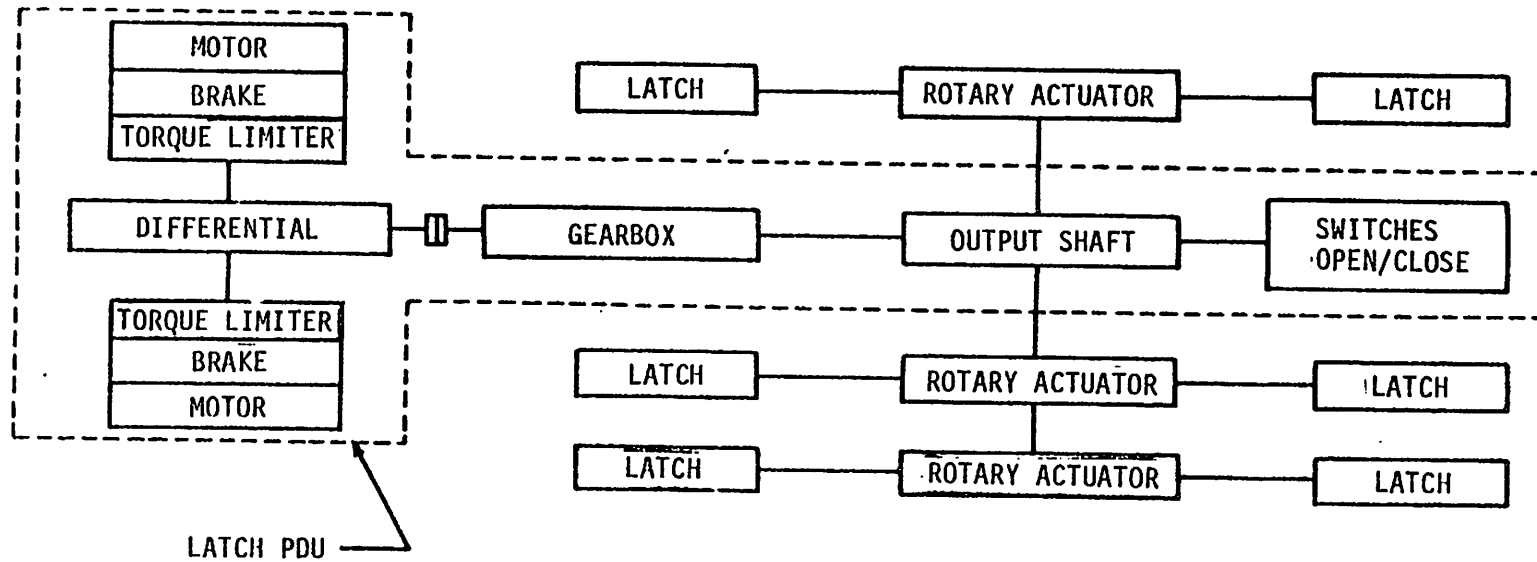 MOTOR
BRAKE
TORQUE LIMITER
LATCH
ROTARY ACTUATOR
LATCH
DIFFERENTIAL
GEARBOX
OUTPUT SHAFT
SWITCHES
OPEN/CLOSE
TORQUE LIMITER
BRAKE
MOTOR
LATCH
ROTARY ACTUATOR
LATCH
LATCH
ROTARY ACTUATOR
LATCH
LATCH PDU